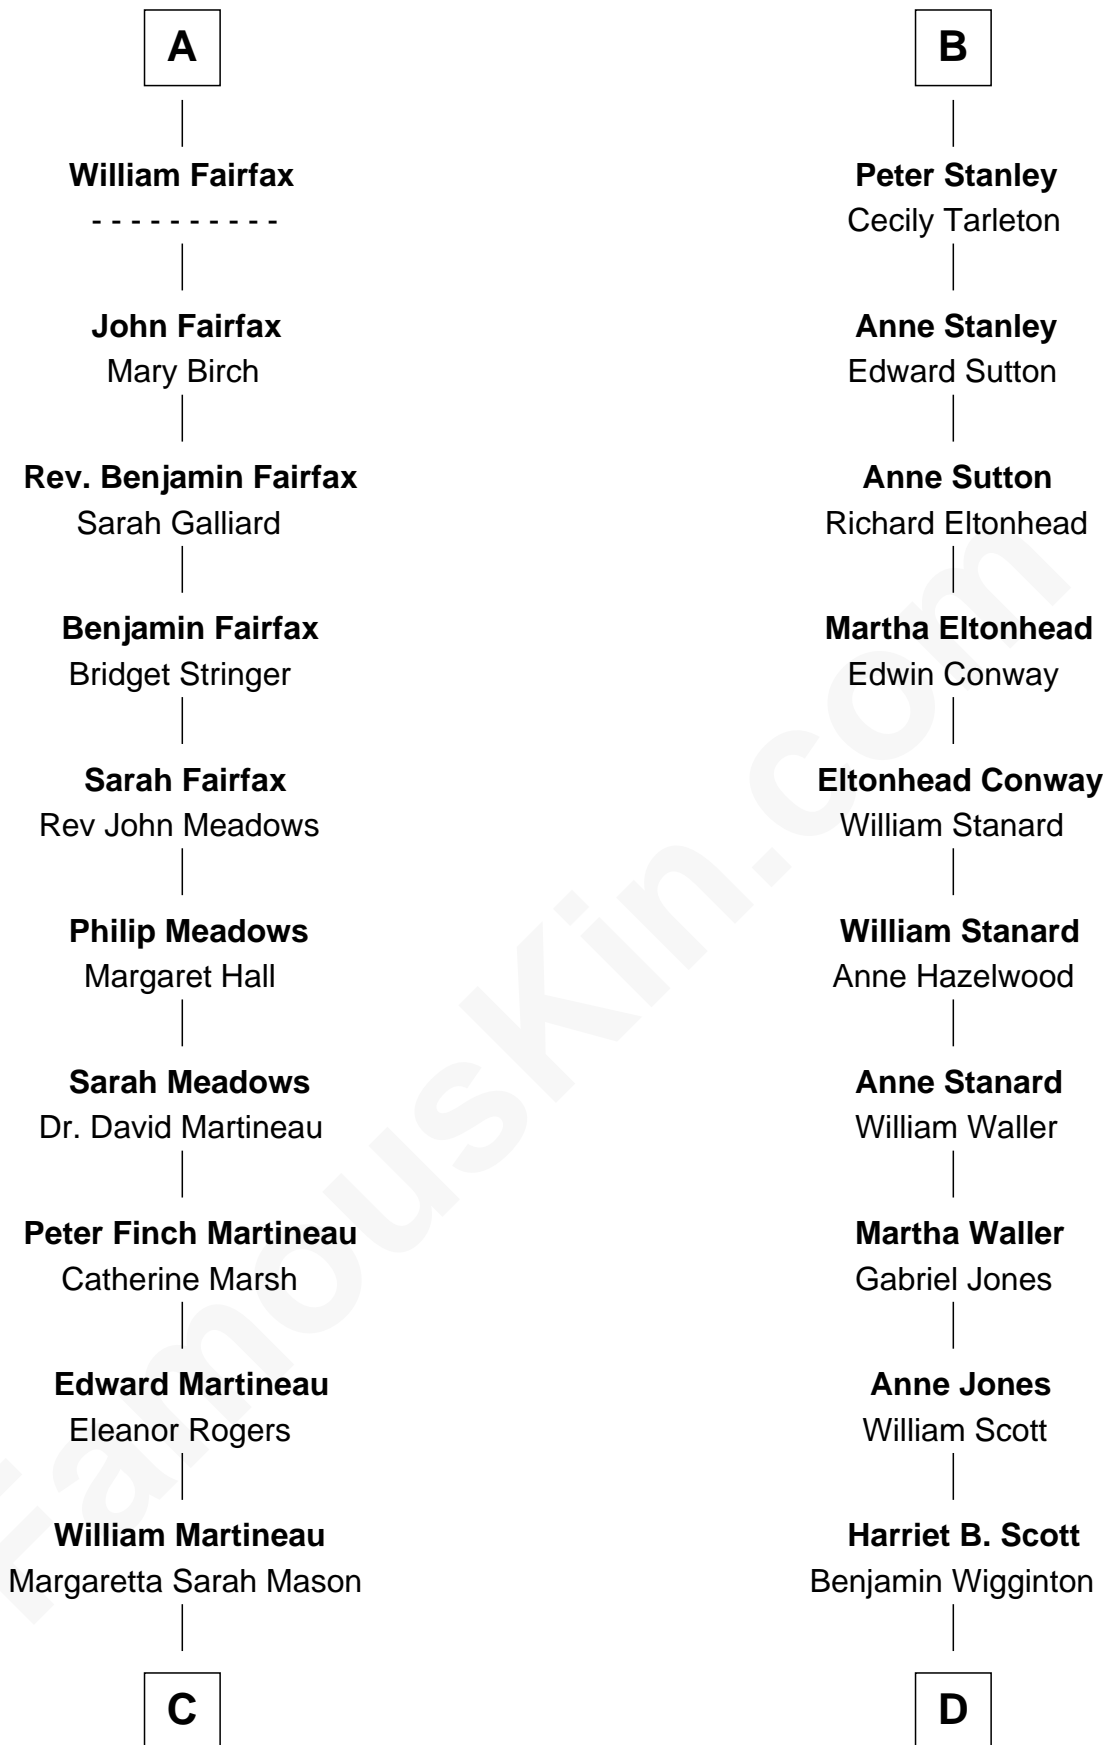 A
William Fairfax
- - - - - - - - - -
John Fairfax
Mary Birch
Rev. Benjamin Fairfax
Sarah Galliard
Benjamin Fairfax
Bridget Stringer
Sarah Fairfax
Rev John Meadows
Philip Meadows
Margaret Hall
Sarah Meadows
Dr. David Martineau
Peter Finch Martineau
Catherine Marsh
Edward Martineau
Eleanor Rogers
William Martineau
Margaretta Sarah Mason
C
B
Peter Stanley
Cecily Tarleton
Anne Stanley
Edward Sutton
Anne Sutton
Richard Eltonhead
Martha Eltonhead
Edwin Conway
Eltonhead Conway
William Stanard
William Stanard
Anne Hazelwood
Anne Stanard
William Waller
Martha Waller
Gabriel Jones
Anne Jones
William Scott
Harriet B. Scott
Benjamin Wigginton
D
FamousKin.com